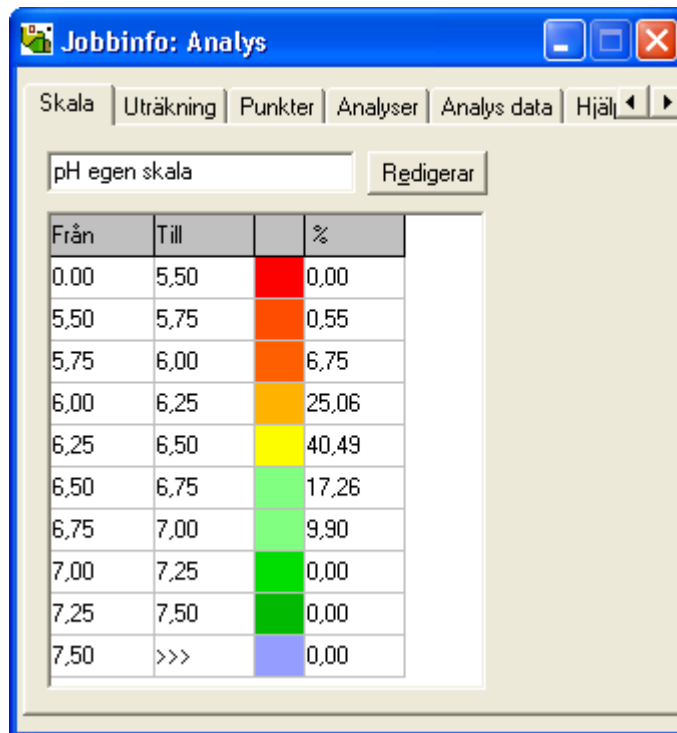 Jobbinfo: Analys
Skala Uträkning Punkter Analyser Analys data
pH egen skala Redigerar
Från Till %
0.00 5,50 0,00
5,50 5,75 0,55
5,75 6,00 6,75
6,00 6,25 25,06
6,25 6,50 40,49
6,50 6,75 17,26
6,75 7,00 9,90
7,00 7,25 0,00
7,25 7,50 0,00
7,50 >>> 0,00